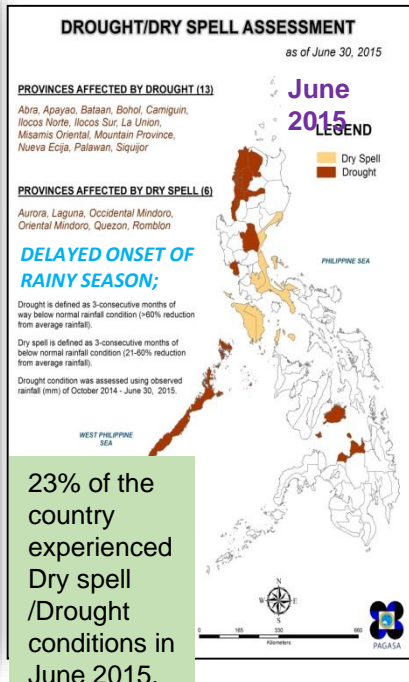 DROUGHT/DRY SPELL ASSESSMENT
as of June 30, 2015
PROVINCES AFFECTED BY DROUGHT (13)
Abra, Apayao, Bataan, Bohol, Camiguin,
Ilocos Norte, Ilocos Sur, La Union,
Misamis Oriental, Mountain Province,
Nueva Ecija, Palawan, Siquijor
June
2015
LEGEND
Dry Spell
Drought
PROVINCES AFFECTED BY DRY SPELL (6)
Aurora, Laguna, Occidental Mindoro,
Oriental Mindoro, Quezon, Romblon
DELAYED ONSET OF
RAINY SEASON;
PHILIPPINE SEA
Drought is defined as 3-consecutive months of
way below normal rainfall condition (>60% reduction
from average rainfall).
Dry spell is defined as 3-consecutive months of
below normal rainfall condition (21-60% reduction
from average rainfall).
Drought condition was assessed using observed
rainfall (mm) of October 2014 - June 30, 2015.
WEST PHILIPPINE
SEA
23% of the
country
experienced
Dry spell
/Drought
conditions in
June 2015.
N
W
E
S
0 165 330 660
Kilometers
PAGASA